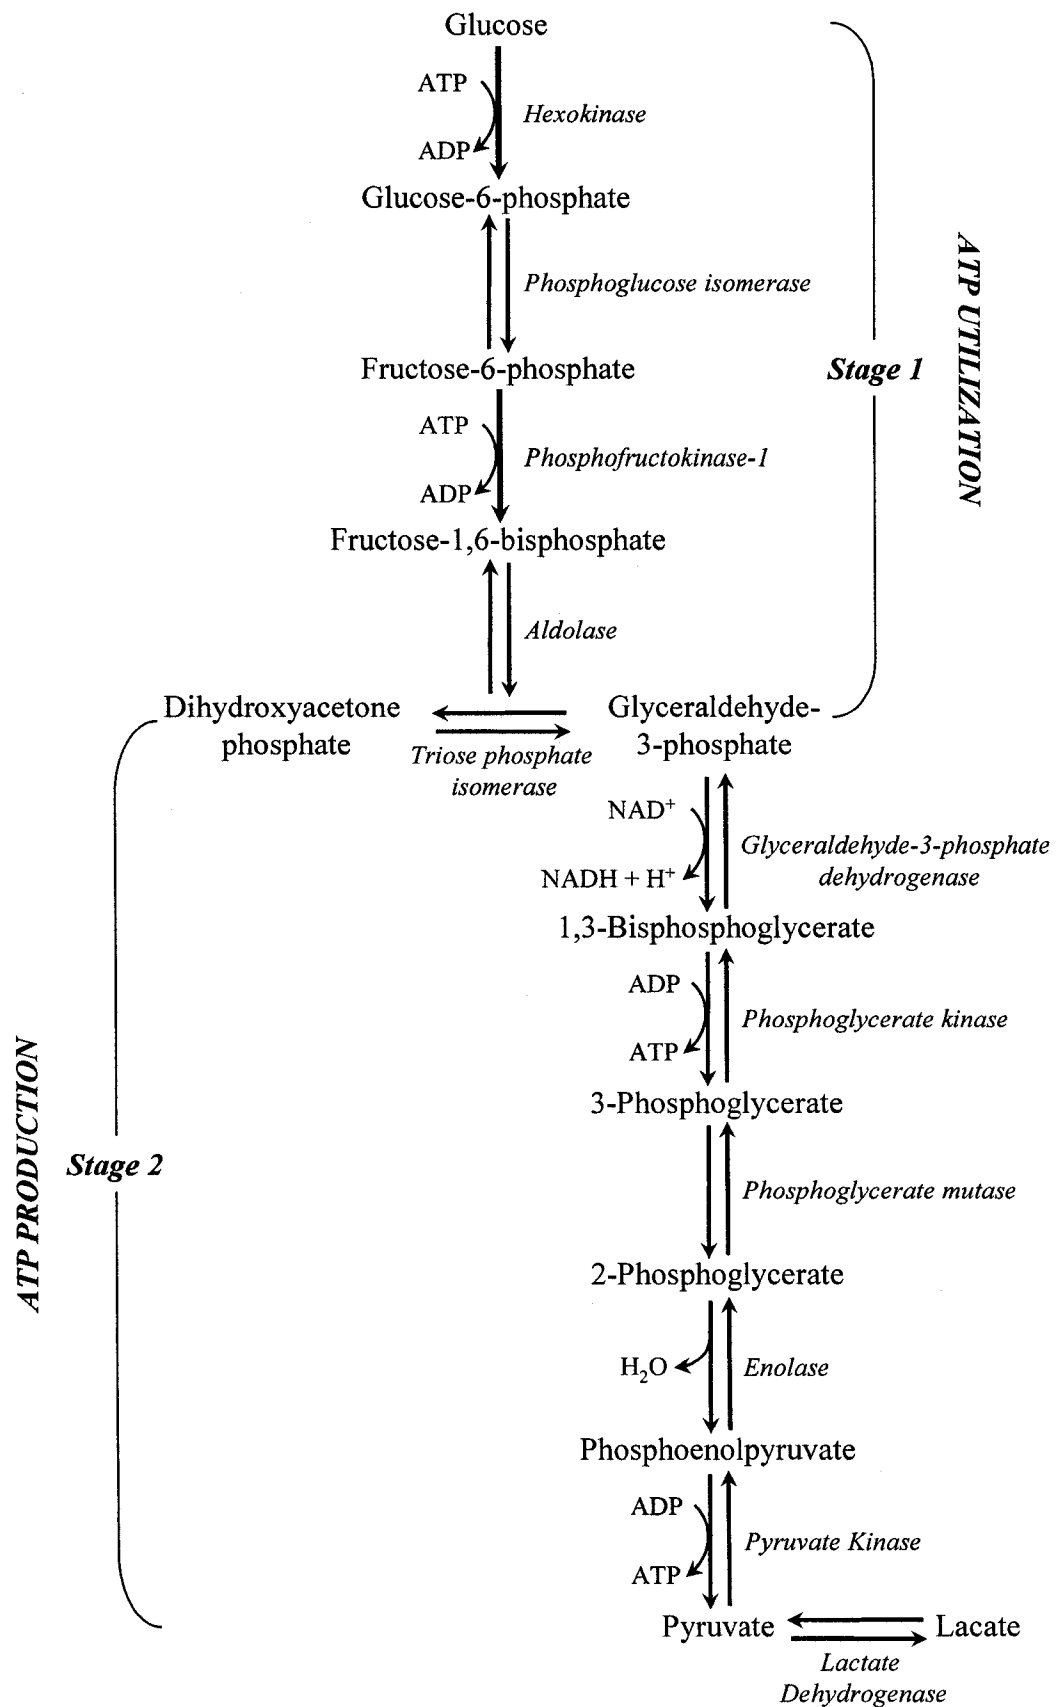 Glucose
ATP
Hexokinase
ADP
Glucose-6-phosphate
Phosphoglucose isomerase
Fructose-6-phosphate
Stage 1
ATP UTILIZATION
ATP
Phosphofructokinase-1
ADP
Fructose-1,6-bisphosphate
Aldolase
Dihydroxyacetone
phosphate
Triose phosphate
isomerase
Glyceraldehyde-
3-phosphate
NAD⁺
Glyceraldehyde-3-phosphate
dehydrogenase
NADH + H⁺
1,3-Bisphosphoglycerate
ADP
Phosphoglycerate kinase
ATP
3-Phosphoglycerate
ATP PRODUCTION
Stage 2
Phosphoglycerate mutase
2-Phosphoglycerate
H₂O
Enolase
Phosphoenolpyruvate
ADP
Pyruvate Kinase
ATP
Pyruvate
Lacate
Lactate
Dehydrogenase